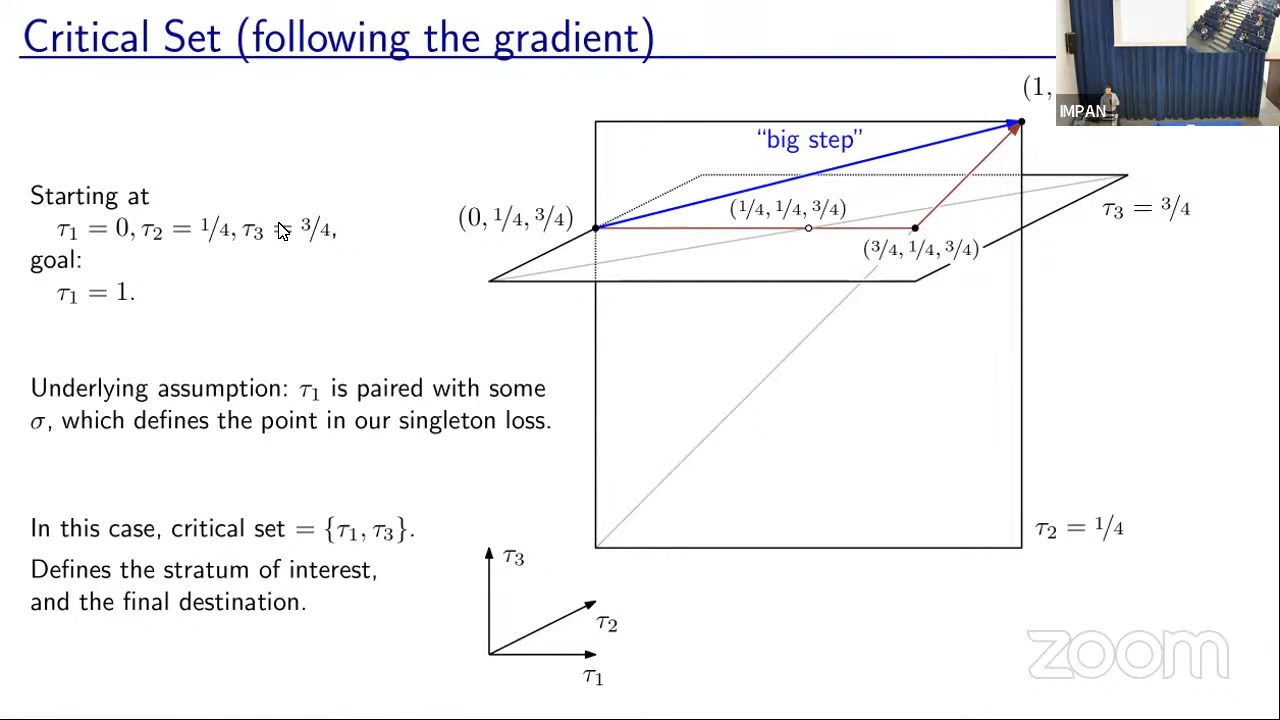 Critical Set (following the gradient)
(1,
IMPAN
"big step"
Starting at
τ₁ = 0, τ₂ = 1/4, τ₃ = 3/4,
goal:
τ₁ = 1.
(0, 1/4, 3/4)
(1/4, 1/4, 3/4)
(3/4, 1/4, 3/4)
τ₃ = 3/4
Underlying assumption: τ₁ is paired with some
σ, which defines the point in our singleton loss.
In this case, critical set = {τ₁, τ₃}.
Defines the stratum of interest,
and the final destination.
τ₂ = 1/4
τ₃
τ₂
τ₁
zoom